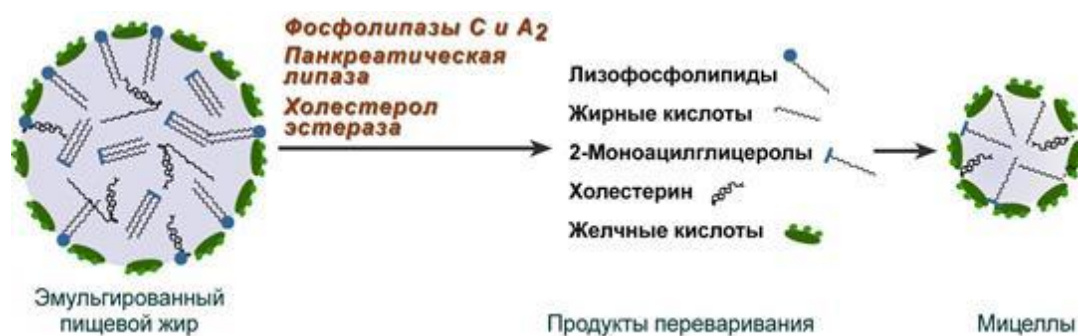 Фосфолипазы С и А2
Панкреатическая
липаза
Холестерол
эстераза
Лизофосфолипиды
Жирные кислоты
2-Моноацилглицеролы
Холестерин
Желчные кислоты
Эмульгированный
пищевой жир
Продукты переваривания
Мицеллы